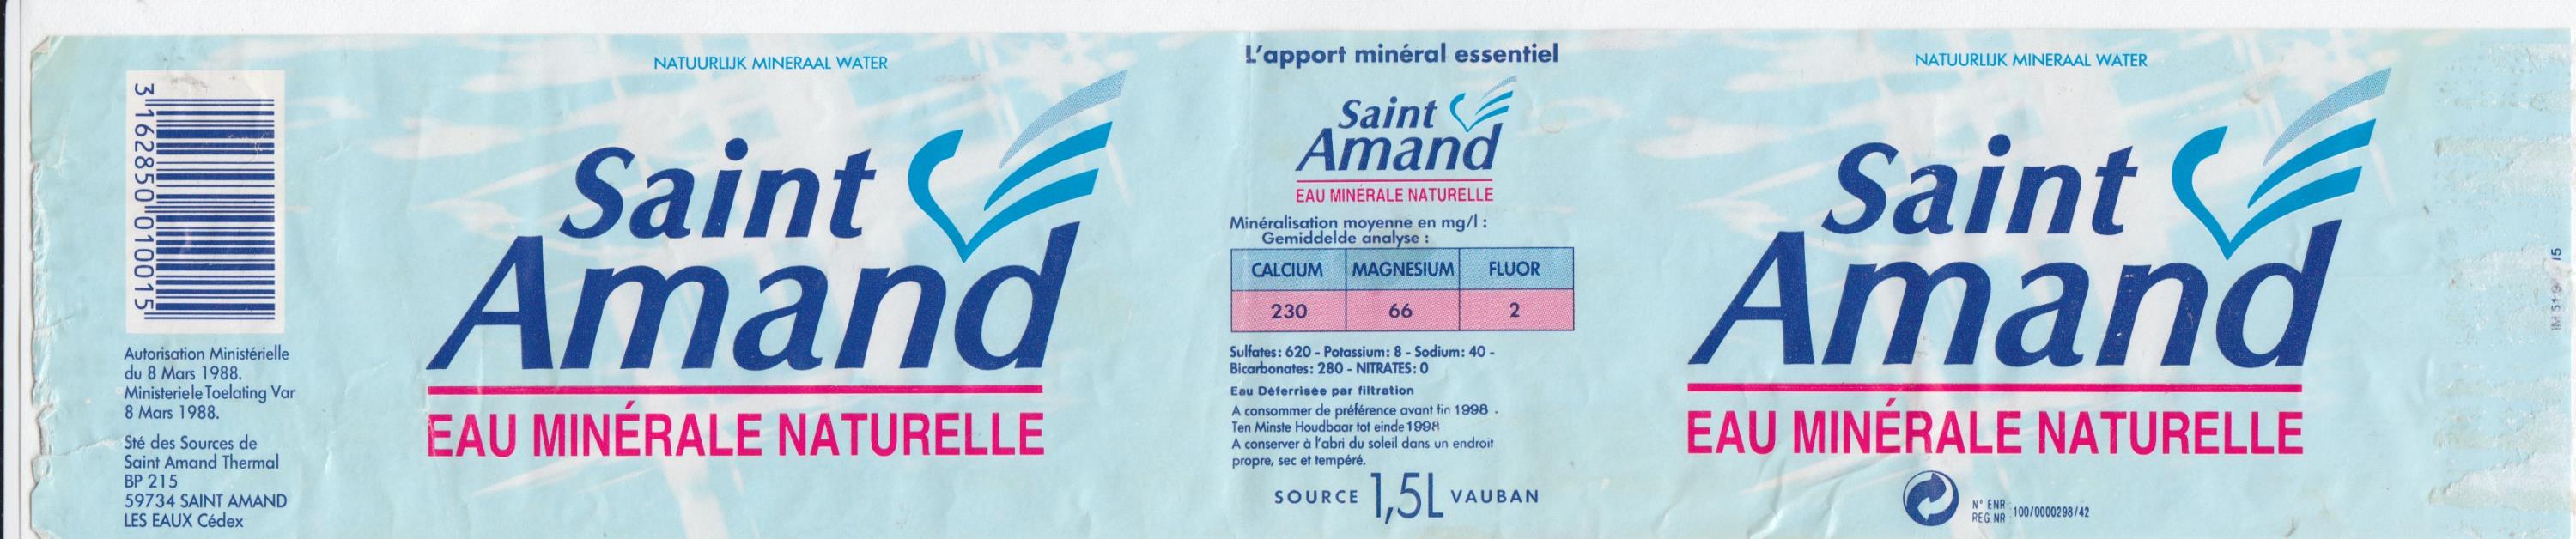 3 162850 010015
Autorisation Ministérielle
du 8 Mars 1988.
Ministeriele Toelating Var
8 Mars 1988.
Sté des Sources de
Saint Amand Thermal
BP 215
59734 SAINT AMAND
LES EAUX Cédex
NATUURLIJK MINERAAL WATER
Saint
Amand
EAU MINÉRALE NATURELLE
L'apport minéral essentiel
Saint
Amand
EAU MINÉRALE NATURELLE
Minéralisation moyenne en mg/l :
Gemiddelde analyse :
CALCIUM MAGNESIUM FLUOR
230 66 2
Sulfates: 620 - Potassium: 8 - Sodium: 40 -
Bicarbonates: 280 - NITRATES: 0
Eau Déferrisée par filtration
A consommer de préférence avant fin 1998 .
Ten Minste Houdbaar tot einde 1998
A conserver à l'abri du soleil dans un endroit
propre, sec et tempéré.
SOURCE 1,5L VAUBAN
NATUURLIJK MINERAAL WATER
Saint
Amand
EAU MINÉRALE NATURELLE
N° ENR
REG.NR 100/0000298/42